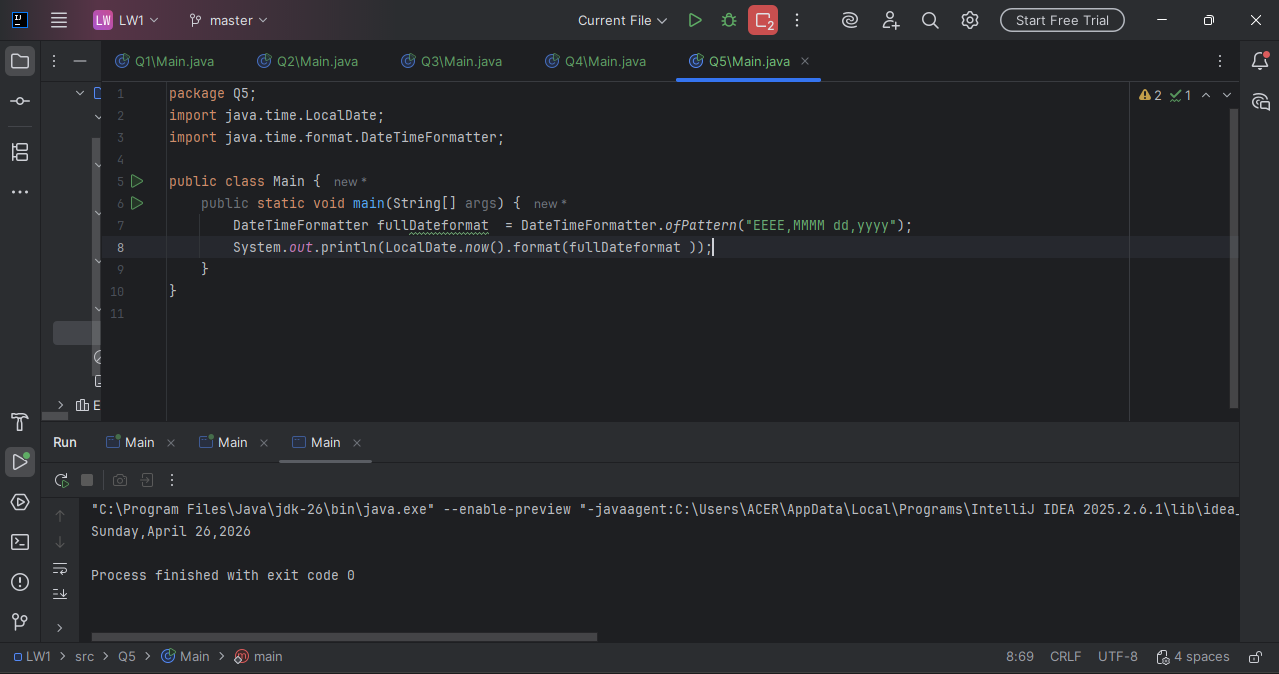 LW LW1 master Current File 2 Start Free Trial
Q1\Main.java Q2\Main.java Q3\Main.java Q4\Main.java Q5\Main.java
1 package Q5; 2 1
2 import java.time.LocalDate;
3 import java.time.format.DateTimeFormatter;
4
5 public class Main { new *
6 public static void main(String[] args) { new *
7 DateTimeFormatter fullDateformat  = DateTimeFormatter.ofPattern("EEEE,MMMM dd,yyyy");
8 System.out.println(LocalDate.now().format(fullDateformat ));
9 }
10 }
11
E
Run Main Main Main
"C:\Program Files\Java\jdk-26\bin\java.exe" --enable-preview "-javaagent:C:\Users\ACER\AppData\Local\Programs\IntelliJ IDEA 2025.2.6.1\lib\idea_
Sunday,April 26,2026
Process finished with exit code 0
LW1 src Q5 Main main 8:69 CRLF UTF-8 4 spaces